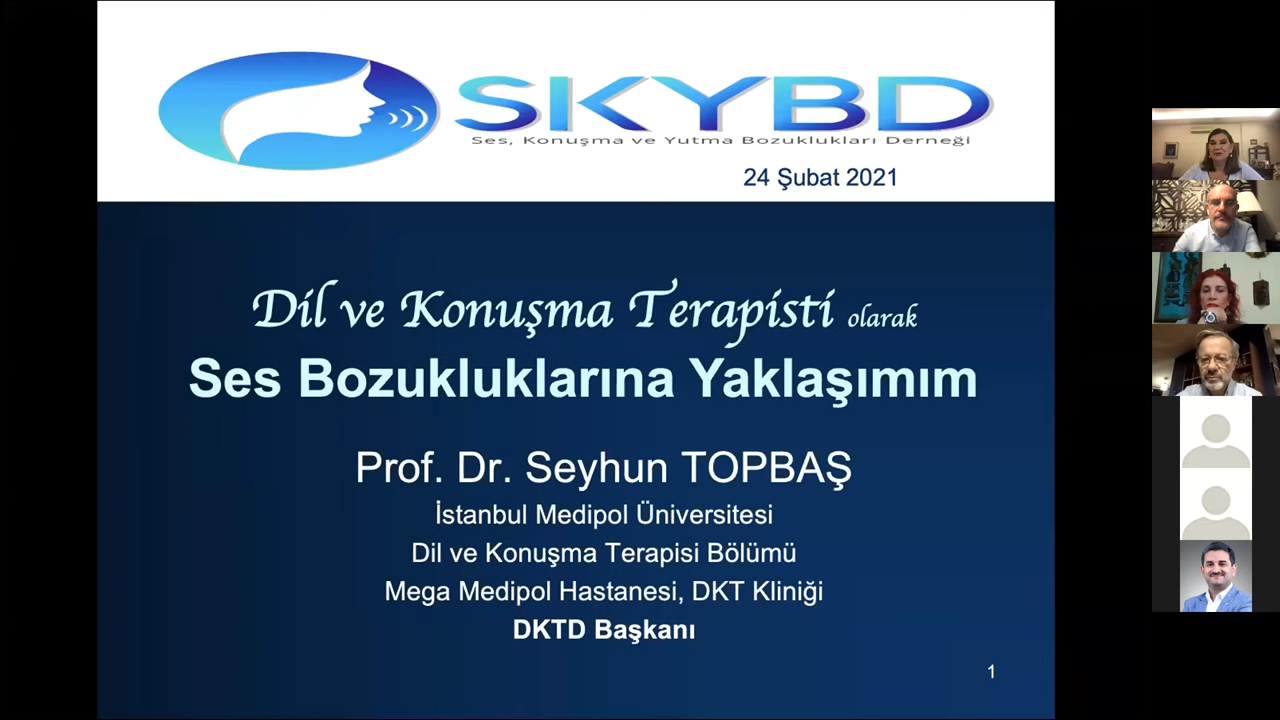 SKYBD
Ses, Konuşma ve Yutma Bozuklukları Derneği
24 Şubat 2021
Dil ve Konuşma Terapisti olarak
Ses Bozukluklarına Yaklaşımım
Prof. Dr. Seyhun TOPBAŞ
İstanbul Medipol Üniversitesi
Dil ve Konuşma Terapisi Bölümü
Mega Medipol Hastanesi, DKT Kliniği
DKTD Başkanı
1